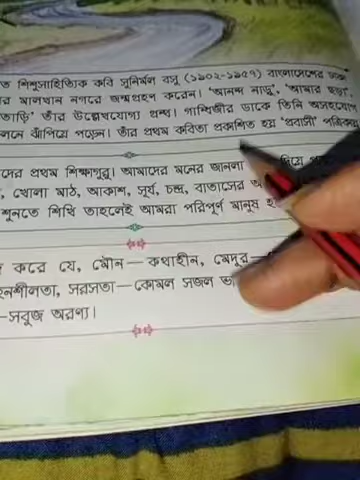 ত শিশুসাহিত্যিক কবি সুনির্মল বসু (১৯০২-১৯৫৭) বাংলাদেশের ঢাকা
র মালখান নগরে জন্মগ্রহণ করেন। 'আনন্দ নাড়ু', 'আমার ছড়া',
তাড়ি' তাঁর উল্লেখযোগ্য গ্রন্থ। গান্ধিজীর ডাকে তিনি অসহযোগ
লনে ঝাঁপিয়ে পড়েন। তাঁর প্রথম কবিতা প্রকাশিত হয় 'প্রবাসী' পত্রিকায়
দের প্রথম শিক্ষাগুরু। আমাদের মনের জানলা দিয়ে
, খোলা মাঠ, আকাশ, সূর্য, চন্দ্র, বাতাসের
শুনতে শিখি তাহলেই আমরা পরিপূর্ণ মানুষ
করে যে, মৌন—কথাহীন, মেদুর—
নশীলতা, সরসতা—কোমল সজল
—সবুজ অরণ্য।